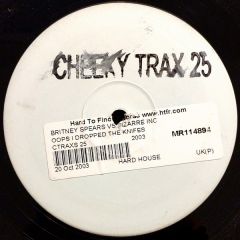 CHEEKY TRAX 25
Hard To Find Records www.htfr.com
BRITNEY SPEARS VS BIZARRE INC
OOPS I DROPPED THE KNIFES
CTRAXS 25 2003 MR114894
20 Oct 2003 HARD HOUSE UK(P)